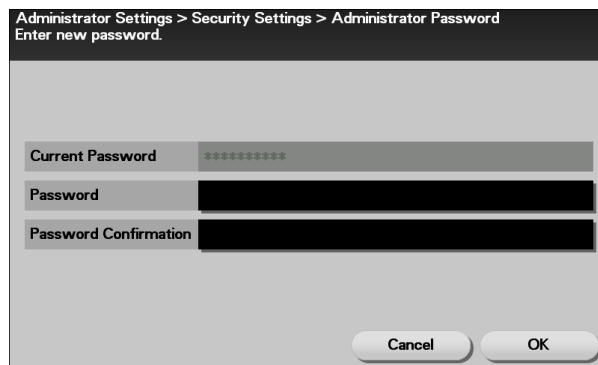 Administrator Settings > Security Settings > Administrator Password
Enter new password.
Current Password **********
Password
Password Confirmation
Cancel OK